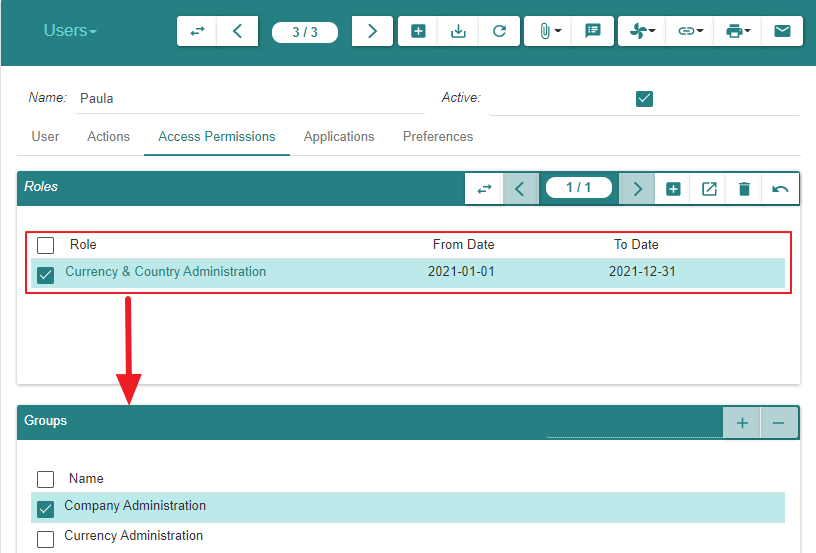 Users
3 / 3
Name: Paula Active:
User Actions Access Permissions Applications Preferences
Roles 1 / 1
Role From Date To Date
Currency & Country Administration 2021-01-01 2021-12-31
Groups
Name
Company Administration
Currency Administration